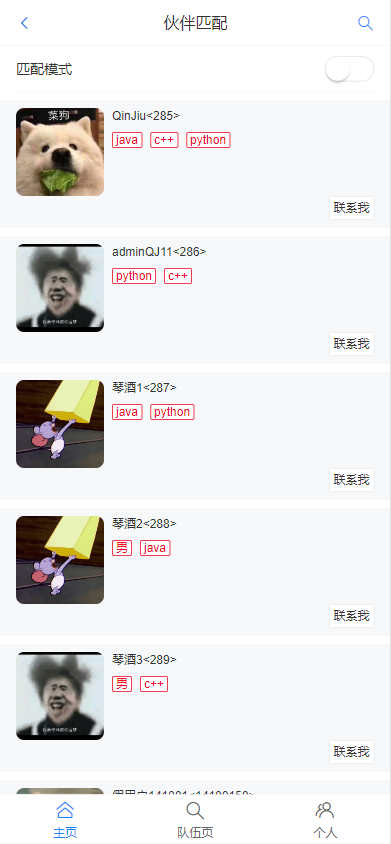 伙伴匹配
匹配模式
菜狗
QinJiu<285>
java c++ python
联系我
adminQJ11<286>
python c++
联系我
琴酒1<287>
java python
联系我
琴酒2<288>
男 java
联系我
琴酒3<289>
男 c++
联系我
主页 队伍页 个人